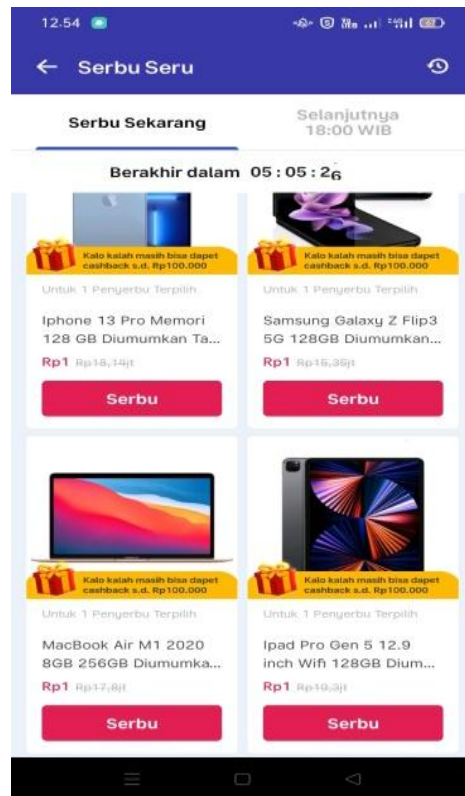 12.54
Serbu Seru
Serbu Sekarang
Selanjutnya
18:00 WIB
Berakhir dalam 05 : 05 : 26
Kalo kalah masih bisa dapet
cashback s.d. Rp100.000
Kalo kalah masih bisa dapet
cashback s.d. Rp100.000
Untuk 1 Penyerbu Terpilih
Untuk 1 Penyerbu Terpilih
Iphone 13 Pro Memori
128 GB Diumumkan Ta...
Samsung Galaxy Z Flip3
5G 128GB Diumumkan...
Rp1 Rp18,14jt
Rp1 Rp15,35jt
Serbu
Serbu
Kalo kalah masih bisa dapet
cashback s.d. Rp100.000
Kalo kalah masih bisa dapet
cashback s.d. Rp100.000
Untuk 1 Penyerbu Terpilih
Untuk 1 Penyerbu Terpilih
MacBook Air M1 2020
8GB 256GB Diumumka...
Ipad Pro Gen 5 12.9
inch Wifi 128GB Dium...
Rp1 Rp17,8jt
Rp1 Rp19,3jt
Serbu
Serbu